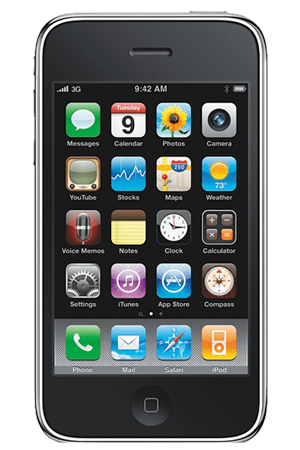 3G 9:42 AM
Tuesday
9
280
73°
Messages Calendar Photos Camera
YouTube Stocks Maps Weather
Voice Memos Notes Clock Calculator
Settings iTunes App Store Compass
Phone Mail Safari iPod